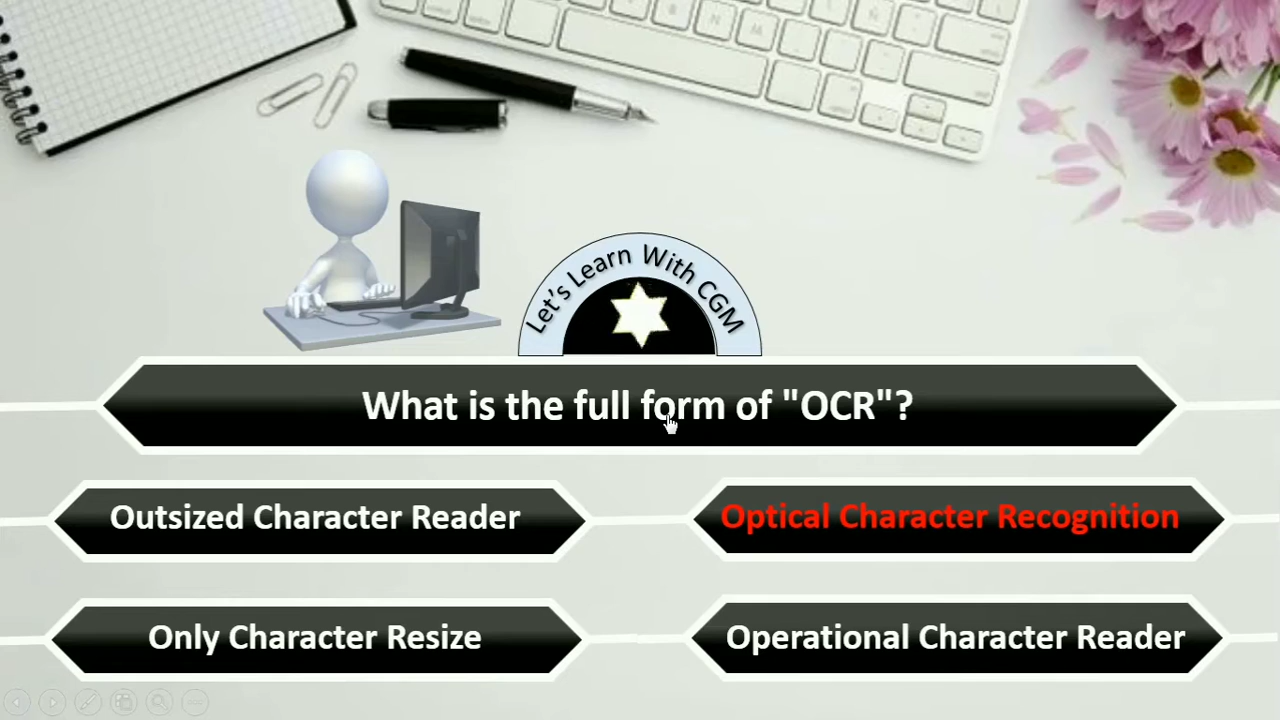 Let's Learn With CGM
What is the full form of "OCR"?
Outsized Character Reader
Optical Character Recognition
Only Character Resize
Operational Character Reader